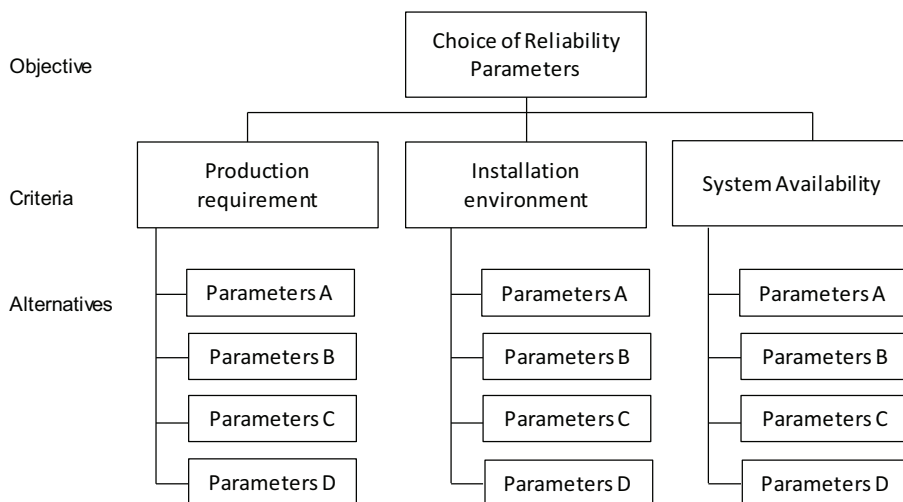 Choice of Reliability
Parameters
Objective
Production
requirement
Installation
environment
System Availability
Criteria
Parameters A
Parameters A
Parameters A
Alternatives
Parameters B
Parameters B
Parameters B
Parameters C
Parameters C
Parameters C
Parameters D
Parameters D
Parameters D